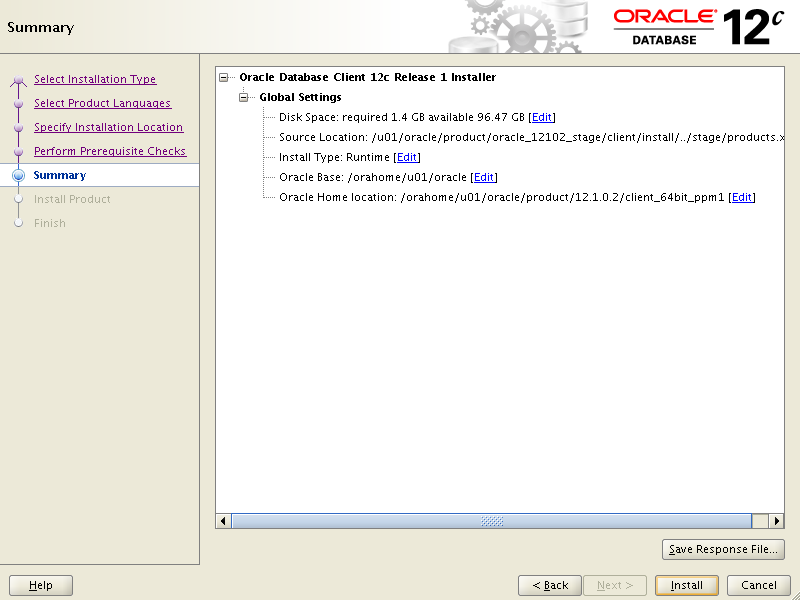 Summary
ORACLE
DATABASE
12c
Select Installation Type
Select Product Languages
Specify Installation Location
Perform Prerequisite Checks
Summary
Install Product
Finish
Oracle Database Client 12c Release 1 Installer
Global Settings
Disk Space: required 1.4 GB available 96.47 GB [Edit]
Source Location: /u01/oracle/product/oracle_12102_stage/client/install/../stage/products.x
Install Type: Runtime [Edit]
Oracle Base: /orahome/u01/oracle [Edit]
Oracle Home location: /orahome/u01/oracle/product/12.1.0.2/client_64bit_ppm1 [Edit]
Save Response File...
Help
< Back
Next >
Install
Cancel